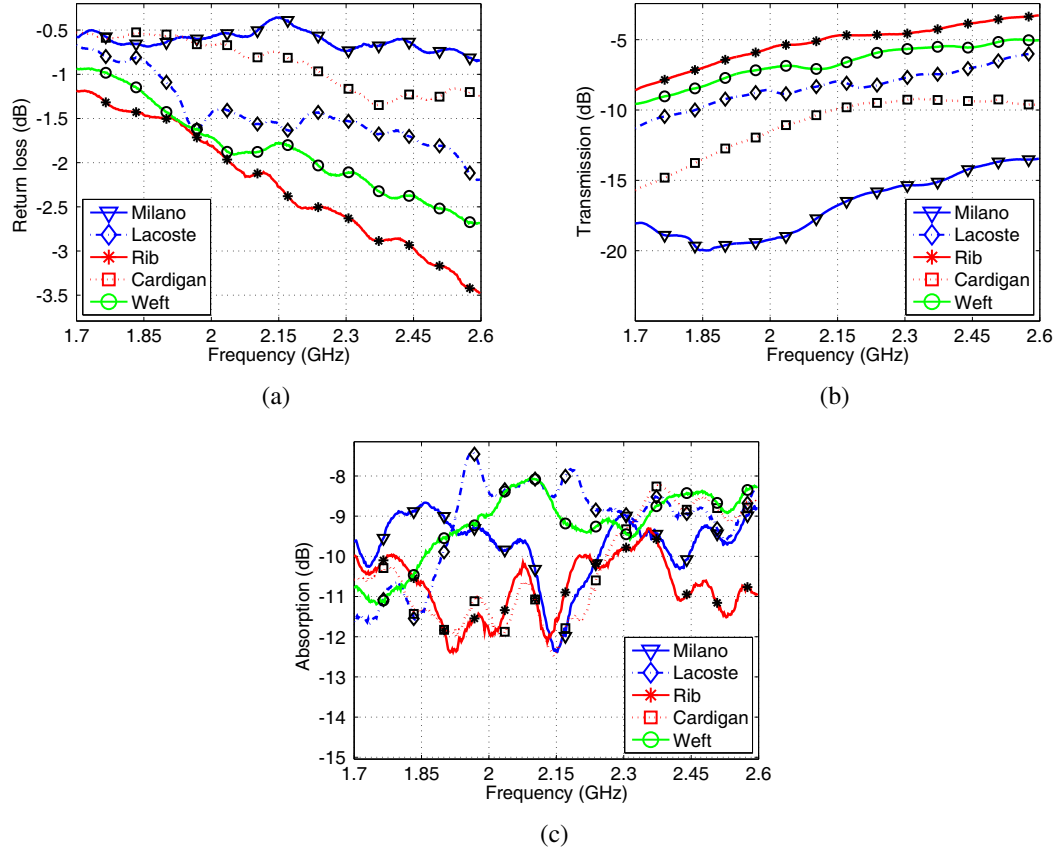 -0.5
-1
-1.5
-2
-2.5
-3
-3.5
Return loss (dB)
Milano
Lacoste
Rib
Cardigan
Weft
1.7 1.85 2 2.15 2.3 2.45 2.6
Frequency (GHz)
(a)
-5
-10
-15
-20
Transmission (dB)
Milano
Lacoste
Rib
Cardigan
Weft
1.7 1.85 2 2.15 2.3 2.45 2.6
Frequency (GHz)
(b)
-8
-9
-10
-11
-12
-13
-14
-15
Absorption (dB)
Milano
Lacoste
Rib
Cardigan
Weft
1.7 1.85 2 2.15 2.3 2.45 2.6
Frequency (GHz)
(c)